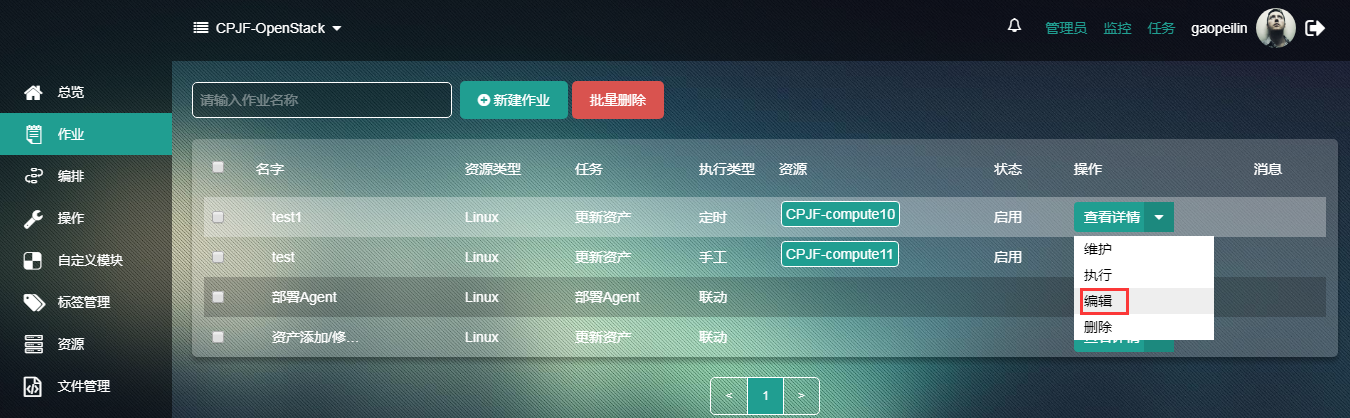 CPJF-OpenStack
管理员 监控 任务 gaopeilin
总览
作业
编排
操作
自定义模块
标签管理
资源
文件管理
请输入作业名称 新建作业 批量删除
名字 资源类型 任务 执行类型 资源 状态 操作 消息
test1 Linux 更新资产 定时 CPJF-compute10 启用 查看详情
test Linux 更新资产 手工 CPJF-compute11 启用
部署Agent Linux 部署Agent 联动
资产添加/修... Linux 更新资产 联动 查看详情
维护
执行
编辑
删除
< 1 >